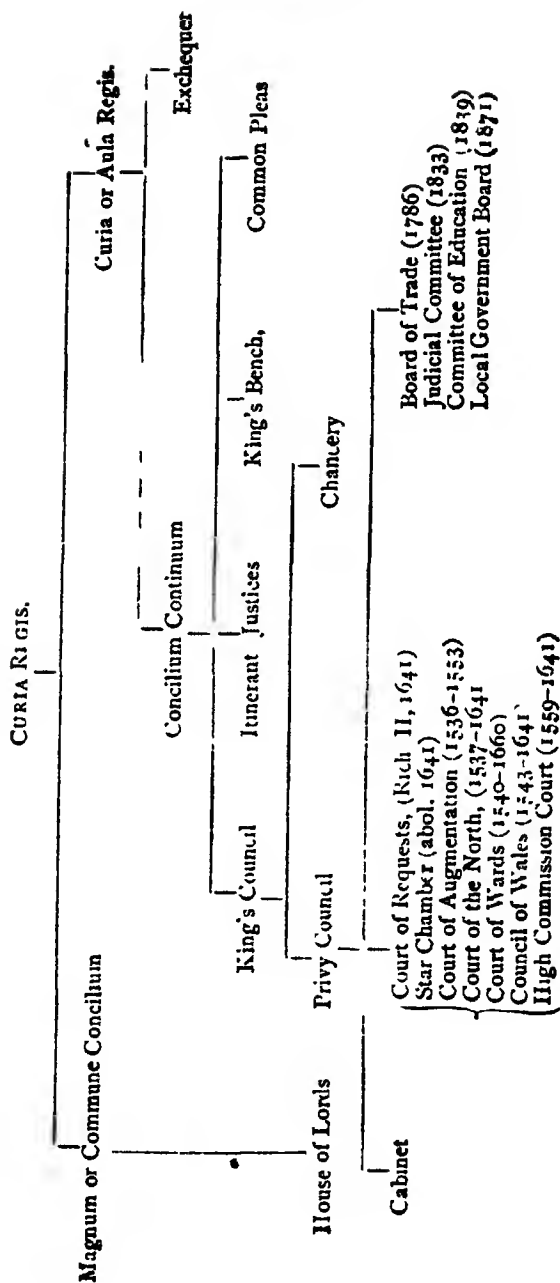 CURIA REGIS.
Magnum or Commune Concilium
Curia or Aula Regis.
Concilium Continuum
Exchequer
King's Council
Itinerant Justices
King's Bench,
Common Pleas
House of Lords
Privy Council
Chancery
Cabinet
Court of Requests, (Rich II, 1641)
Star Chamber (abol. 1641)
Court of Augmentation (1536-1553)
Court of the North, (1537-1641
Court of Wards (1540-1660)
Council of Wales (1543-1641)
High Commission Court (1559-1641)
Board of Trade (1786)
Judicial Committee (1833)
Committee of Education (1839)
Local Government Board (1871)